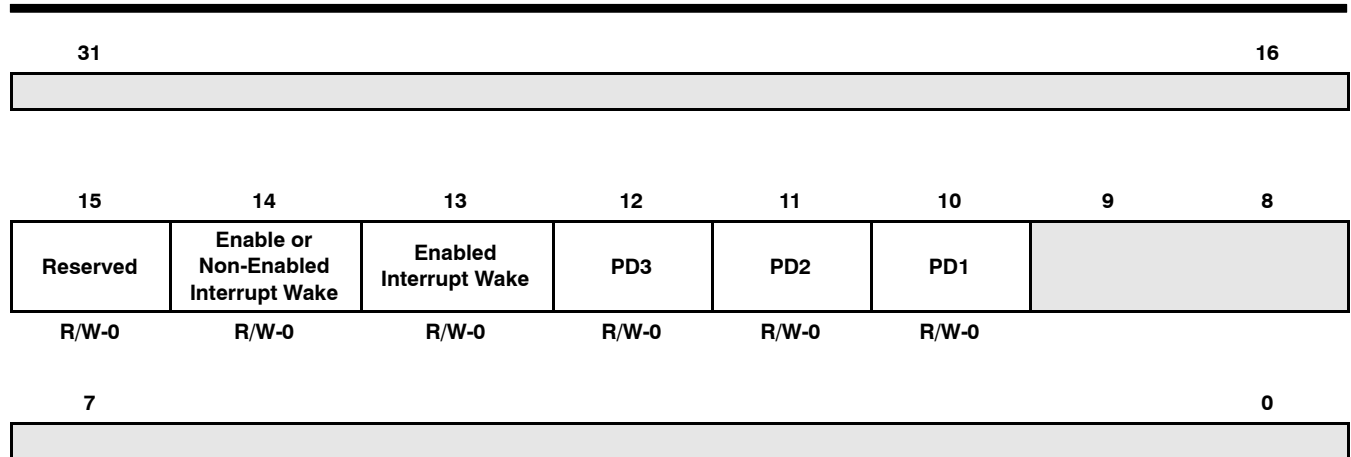 31 16
15 14 13 12 11 10 9 8
Reserved Enable or Non-Enabled Interrupt Wake Enabled Interrupt Wake PD3 PD2 PD1
R/W-0 R/W-0 R/W-0 R/W-0 R/W-0 R/W-0
7 0